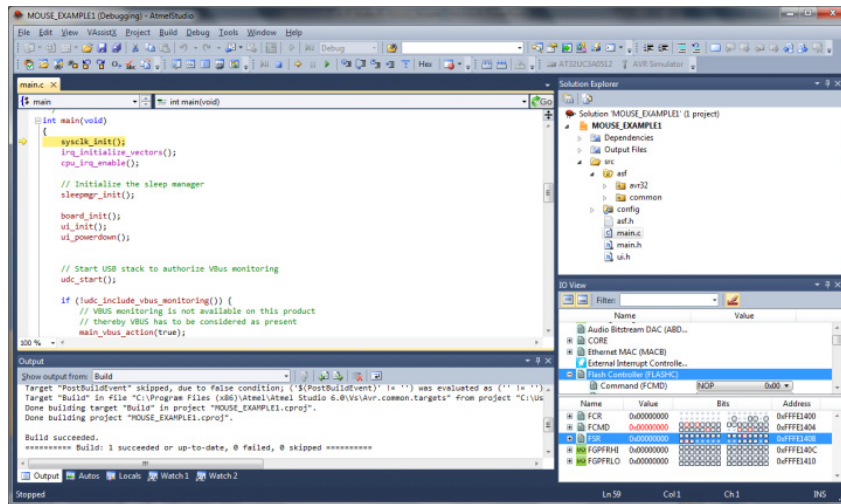 MOUSE_EXAMPLE1 (Debugging) - AtmelStudio
File Edit View VAssistX Project Build Debug Tools Window Help
Debug
Hex
AT32UC3A0512 AVR Simulator
main.c
main
int main(void)
Go
int main(void)
{
sysclk_init();
irq_initialize_vectors();
cpu_irq_enable();
// Initialize the sleep manager
sleepmgr_init();
board_init();
ui_init();
ui_powerdown();
// Start USB stack to authorize VBus monitoring
udc_start();
if (!udc_include_vbus_monitoring()) {
// VBUS monitoring is not available on this product
// thereby VBUS has to be considered as present
main_vbus_action(true);
100 %
Output
Show output from: Build
Target "PostBuildEvent" skipped, due to false condition; ('$(PostBuildEvent)' != '') was evaluated as ('' != '')
Target "Build" in file "C:\Program Files (x86)\Atmel\Atmel Studio 6.0\Vs\Avr.common.targets" from project "C:\Us
Done building target "Build" in project "MOUSE_EXAMPLE1.cproj".
Done building project "MOUSE_EXAMPLE1.cproj".
Build succeeded.
========== Build: 1 succeeded or up-to-date, 0 failed, 0 skipped ==========
Output Autos Locals Watch1 Watch2
Stopped
Ln 59 Col 1 Ch 1 INS
Solution Explorer
Solution 'MOUSE_EXAMPLE1' (1 project)
MOUSE_EXAMPLE1
Dependencies
Output Files
src
asf
avr32
common
config
asf.h
main.c
main.h
ui.h
IO View
Filter:
Name Value
Audio Bitstream DAC (ABD...
CORE
Ethernet MAC (MACB)
External Interrupt Controlle...
Flash Controller (FLASHC)
Command (FCMD) NOP 0x00
Name Value Bits Address
FCR 0x00000000 0xFFFE1400
FCMD 0x00000000 0xFFFE1404
FSR 0x00000000 0xFFFE1408
FGPFRHI 0x00000000 0xFFFE140C
FGPFRLO 0x00000000 0xFFFE1410